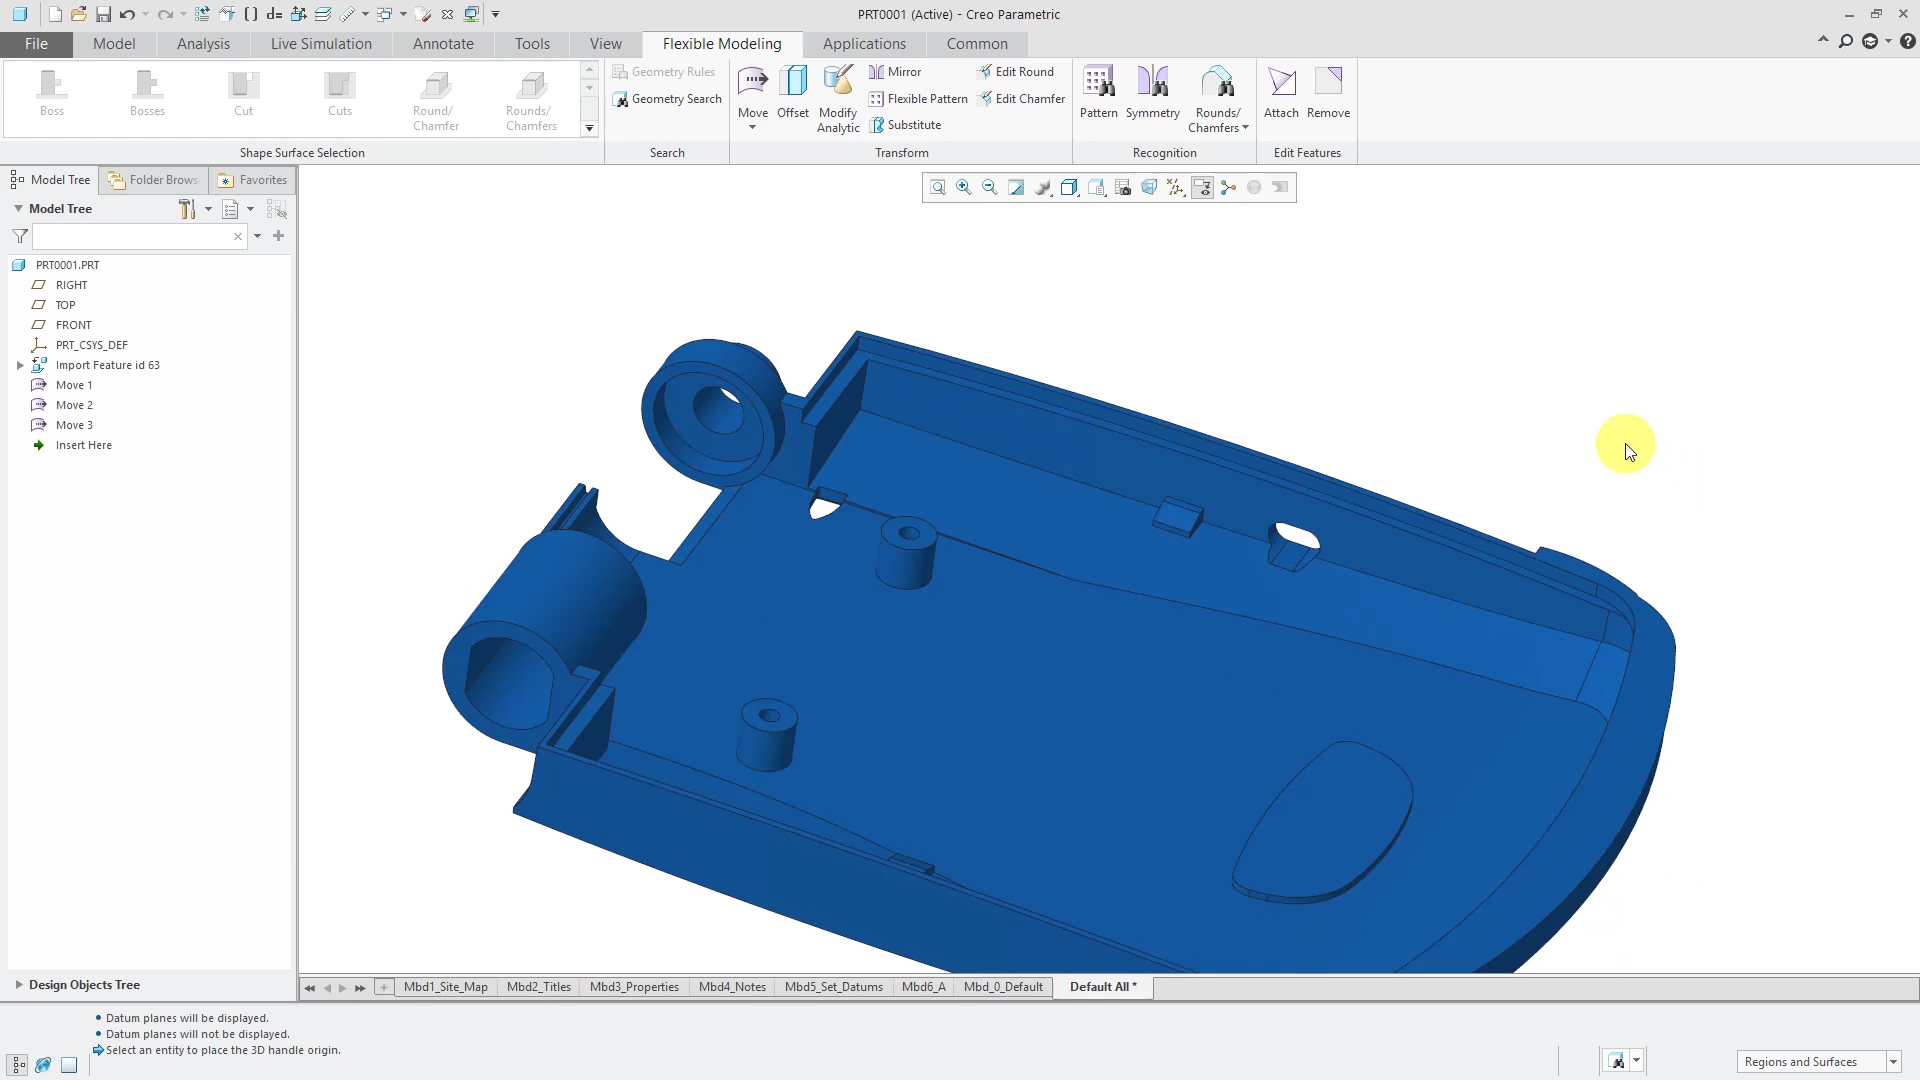 PRT0001 (Active) - Creo Parametric
File
Model
Analysis
Live Simulation
Annotate
Tools
View
Flexible Modeling
Applications
Common
Boss
Bosses
Cut
Cuts
Round/
Chamfer
Rounds/
Chamfers
Shape Surface Selection
Geometry Rules
Geometry Search
Search
Move
Offset
Modify
Analytic
Mirror
Flexible Pattern
Substitute
Edit Round
Edit Chamfer
Transform
Pattern
Symmetry
Rounds/
Chamfers
Recognition
Attach
Remove
Edit Features
Model Tree
Folder Brows
Favorites
Model Tree
PRT0001.PRT
RIGHT
TOP
FRONT
PRT_CSYS_DEF
Import Feature id 63
Move 1
Move 2
Move 3
Insert Here
Design Objects Tree
Mbd1_Site_Map
Mbd2_Titles
Mbd3_Properties
Mbd4_Notes
Mbd5_Set_Datums
Mbd6_A
Mbd_0_Default
Default All *
Datum planes will be displayed.
Datum planes will not be displayed.
Select an entity to place the 3D handle origin.
Regions and Surfaces